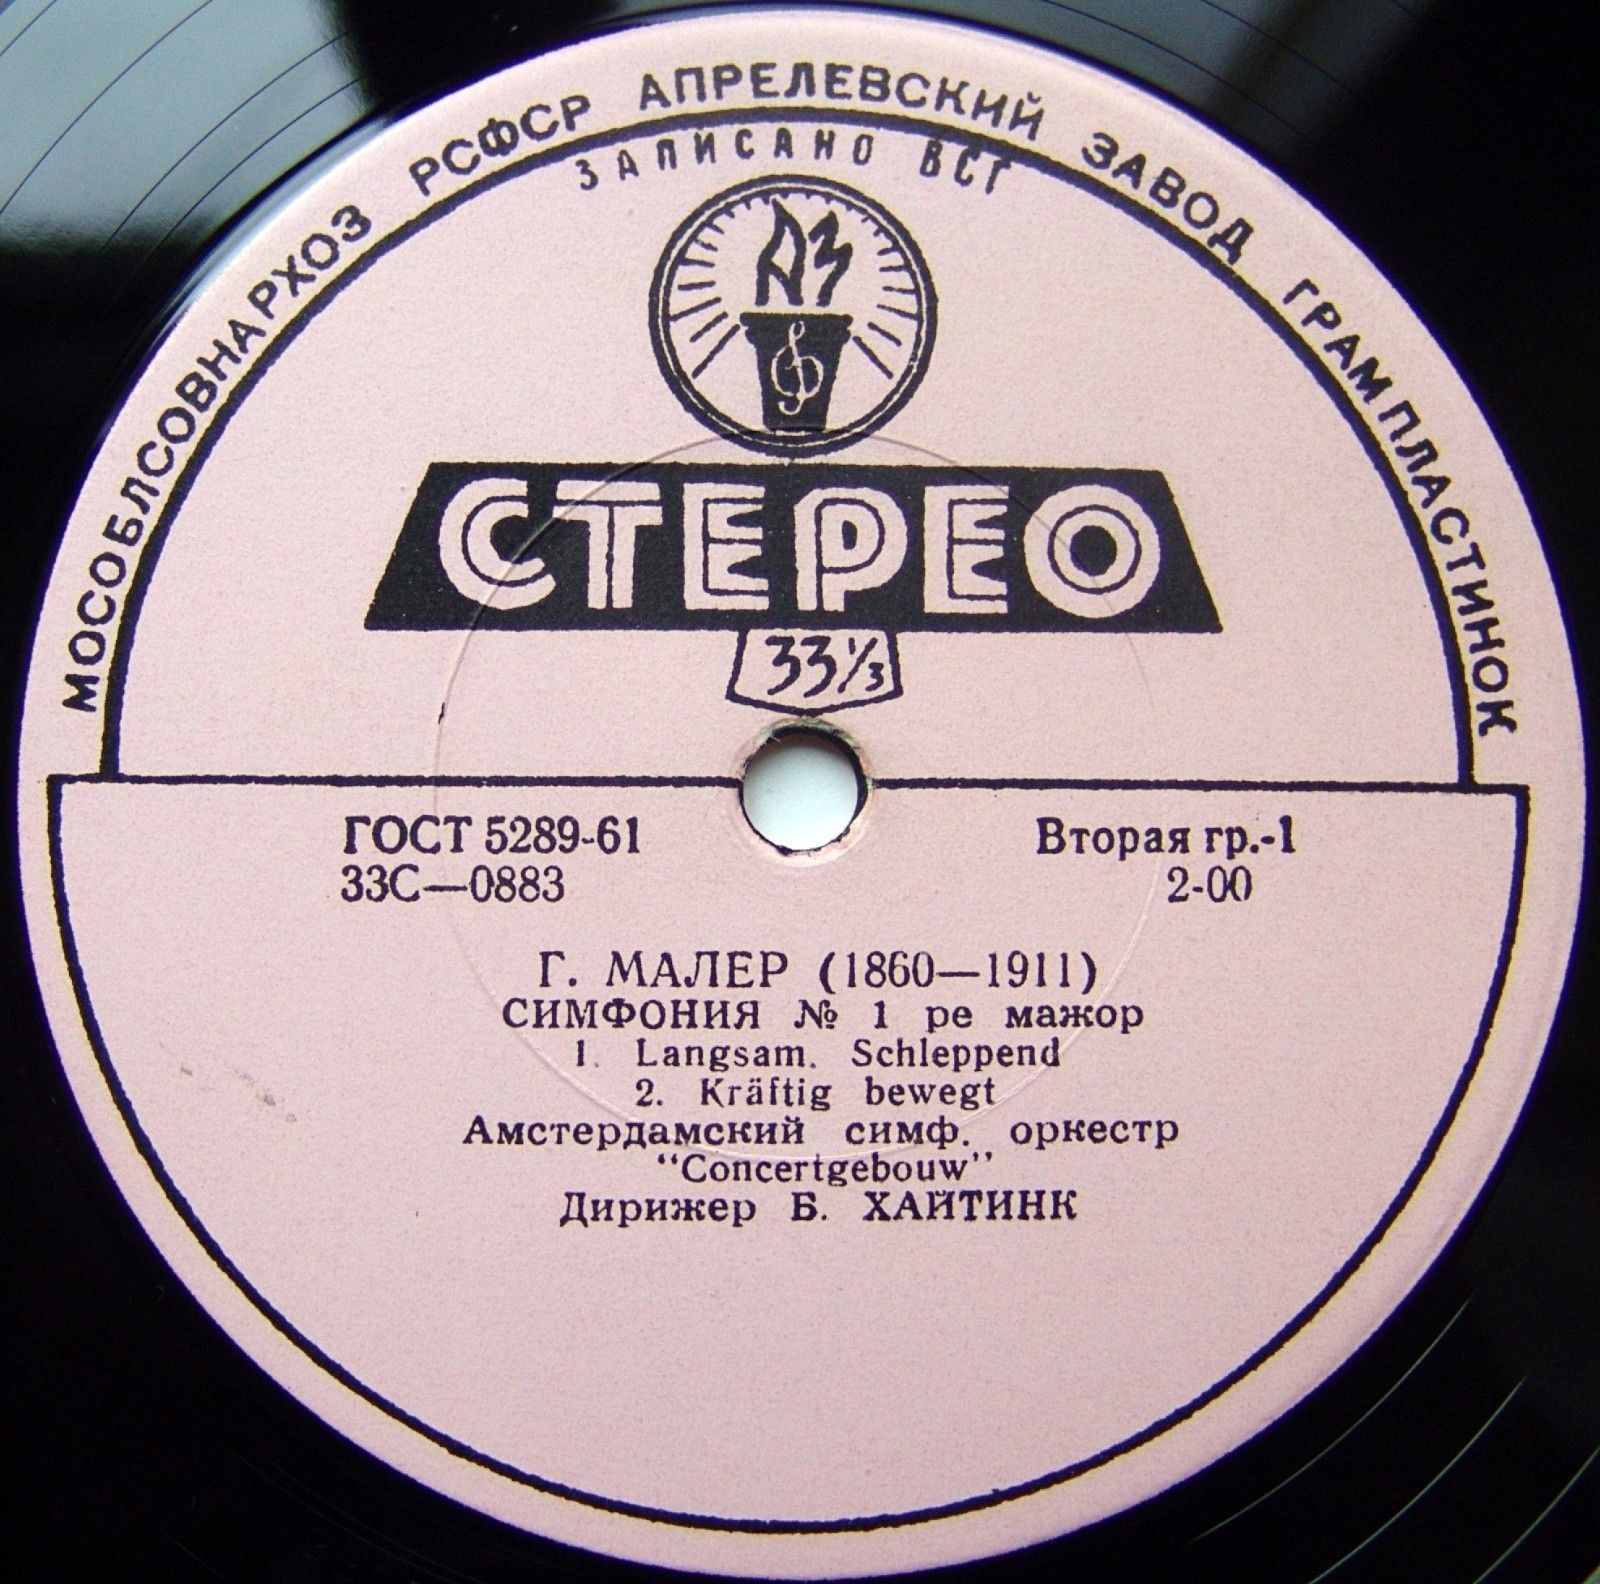 МОСОБЛСОВНАРХОЗ РСФСР АПРЕЛЕВСКИЙ ЗАВОД ГРАМПЛАСТИНОК
ЗАПИСАНО ВСГ
АЗ
СТЕРЕО
33⅓
ГОСТ 5289-61
Вторая гр.-1
33С—0883
2-00
Г. МАЛЕР (1860—1911)
СИМФОНИЯ № 1 ре мажор
1. Langsam. Schleppend
2. Kräftig bewegt
Амстердамский симф. оркестр
"Concertgebouw"
Дирижер Б. ХАЙТИНК